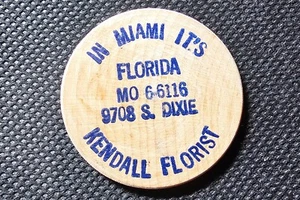 IN MIAMI IT'S
FLORIDA
MO 6-6116
9708 S. DIXIE
KENDALL FLORIST